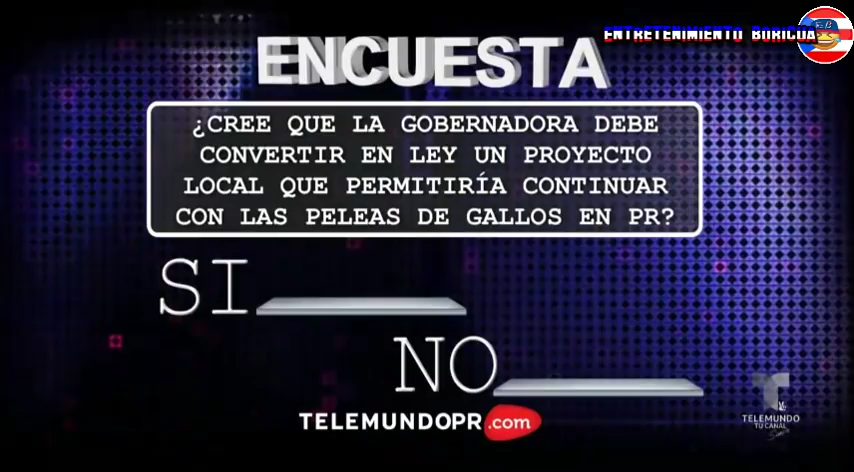 ENTRETENIMIENTO BORICUA
ENCUESTA
¿CREE QUE LA GOBERNADORA DEBE
CONVERTIR EN LEY UN PROYECTO
LOCAL QUE PERMITIRÍA CONTINUAR
CON LAS PELEAS DE GALLOS EN PR?
SI
NO
TELEMUNDOPR.com
TELEMUNDO
TU CANAL